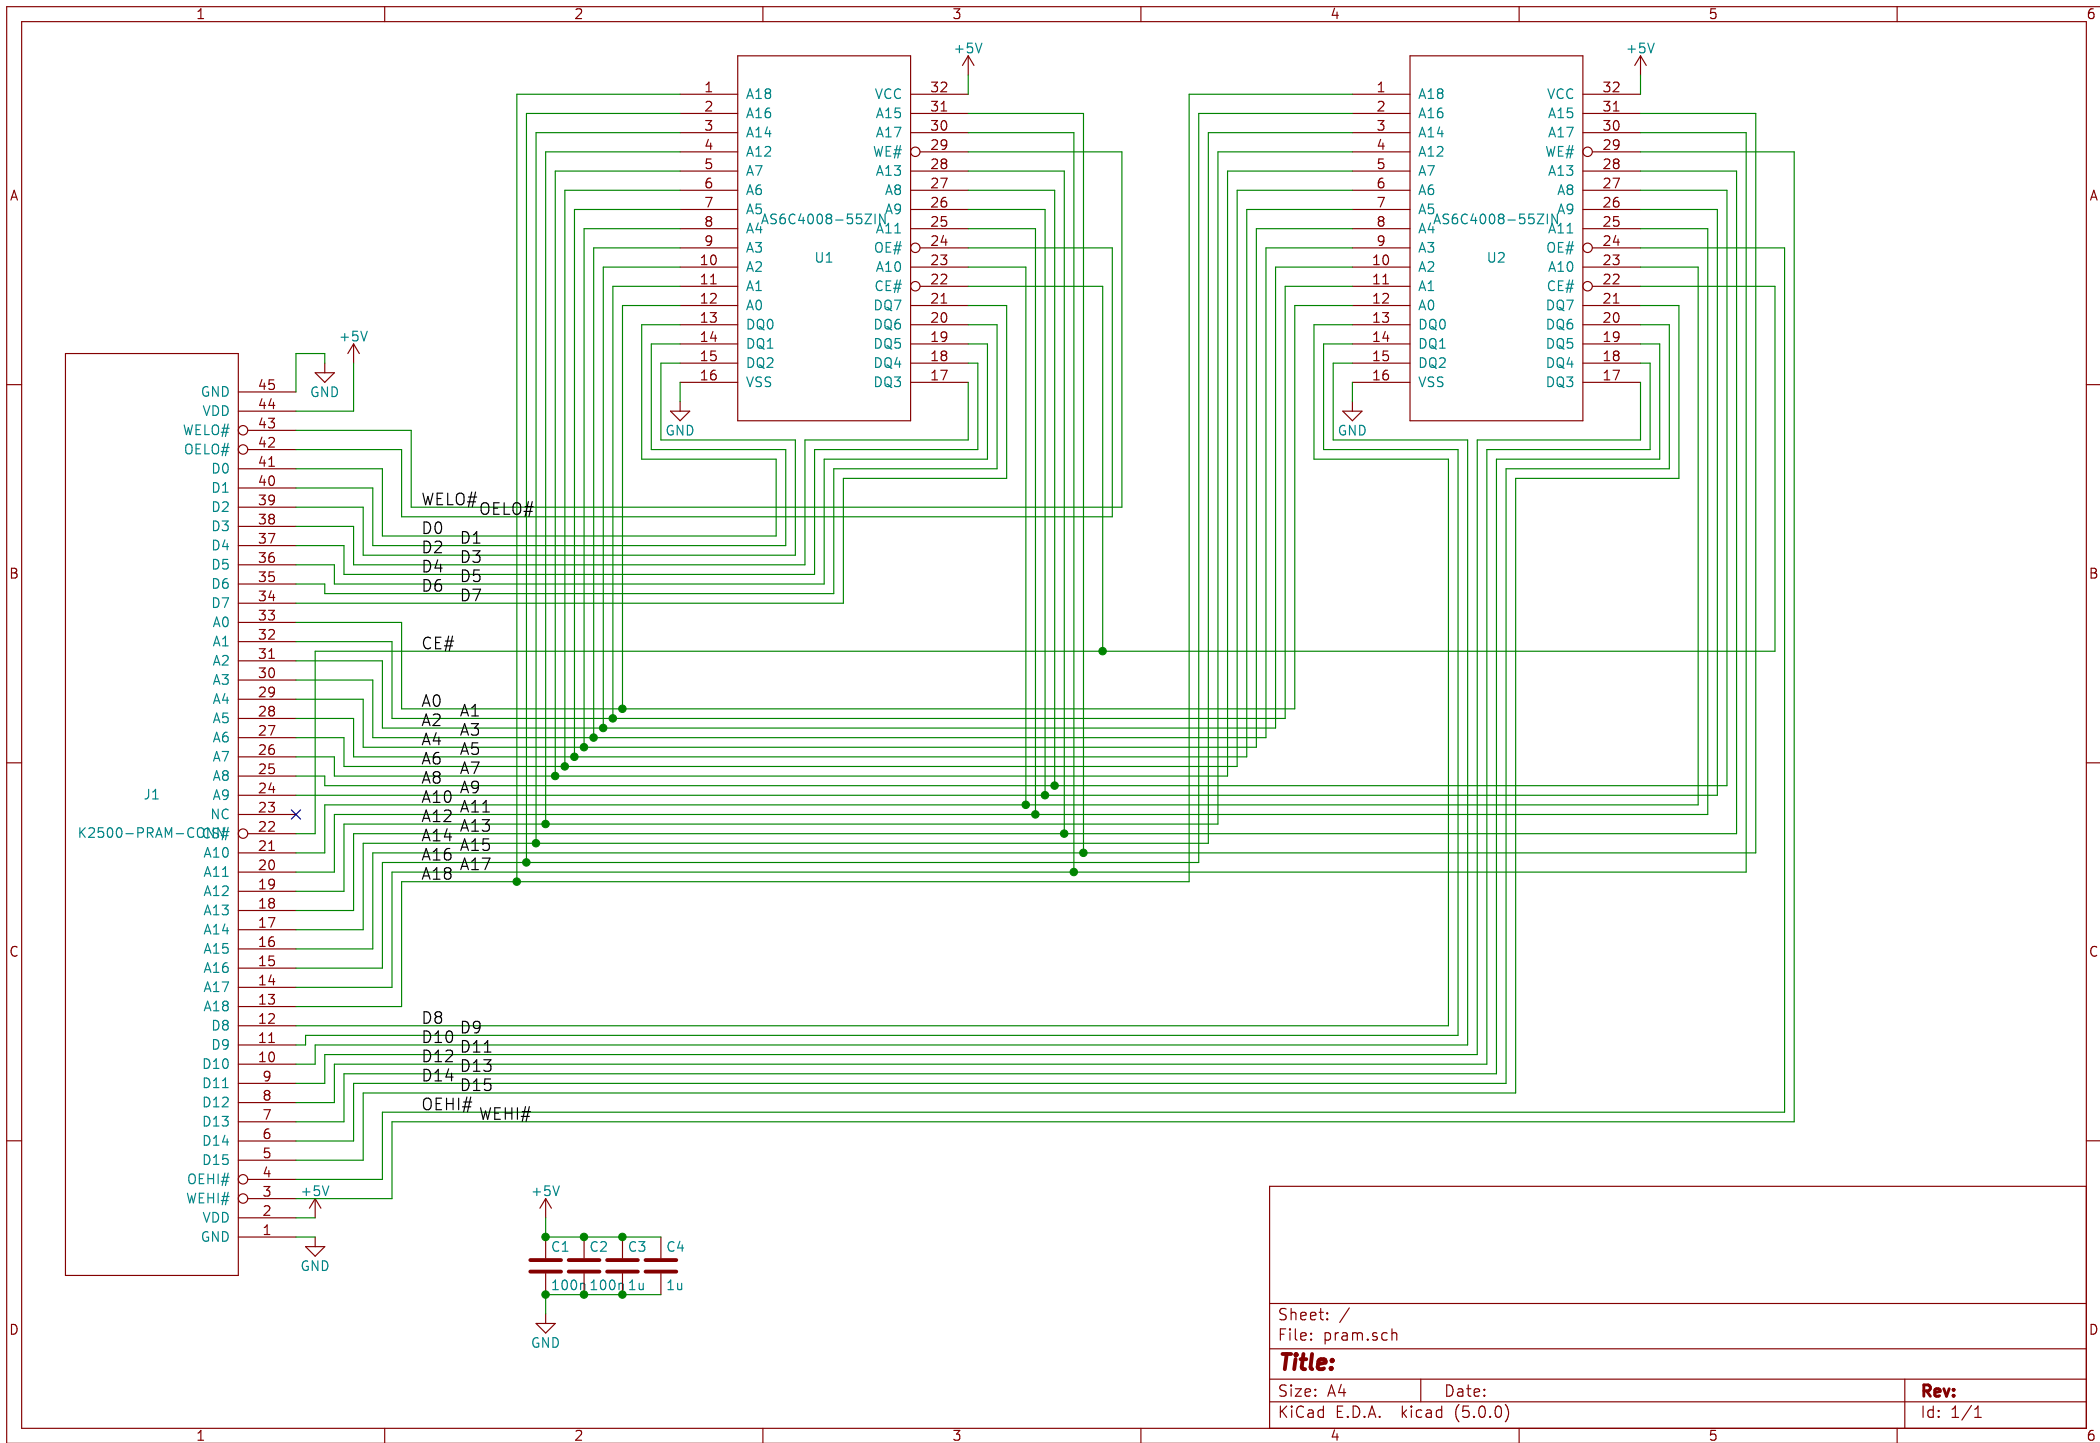 1 2 3 4 5 6
A
B
C
D
A
B
C
D
1 2 3 4 5 6
+5V
1 A18
2 A16
3 A14
4 A12
5 A7
6 A6
7 A5
8 A4
9 A3
10 A2
11 A1
12 A0
13 DQ0
14 DQ1
15 DQ2
16 VSS
VCC 32
A15 31
A17 30
WE# 29
A13 28
A8 27
A9 26
A11 25
OE# 24
A10 23
CE# 22
DQ7 21
DQ6 20
DQ5 19
DQ4 18
DQ3 17
AS6C4008-55ZIN
U1
GND
+5V
1 A18
2 A16
3 A14
4 A12
5 A7
6 A6
7 A5
8 A4
9 A3
10 A2
11 A1
12 A0
13 DQ0
14 DQ1
15 DQ2
16 VSS
VCC 32
A15 31
A17 30
WE# 29
A13 28
A8 27
A9 26
A11 25
OE# 24
A10 23
CE# 22
DQ7 21
DQ6 20
DQ5 19
DQ4 18
DQ3 17
AS6C4008-55ZIN
U2
GND
+5V
GND
GND 45
VDD 44
WELO# 43
OELO# 42
D0 41
D1 40
D2 39
D3 38
D4 37
D5 36
D6 35
D7 34
A0 33
A1 32
A2 31
A3 30
A4 29
A5 28
A6 27
A7 26
A8 25
A9 24
NC 23
CS# 22
A10 21
A11 20
A12 19
A13 18
A14 17
A15 16
A16 15
A17 14
A18 13
D8 12
D9 11
D10 10
D11 9
D12 8
D13 7
D14 6
D15 5
OEHI# 4
WEHI# 3
VDD 2
GND 1
J1
K2500-PRAM-CONN
+5V
GND
WELO#
OELO#
D0
D1
D2
D3
D4
D5
D6
D7
CE#
A0
A1
A2
A3
A4
A5
A6
A7
A8
A9
A10
A11
A12
A13
A14
A15
A16
A17
A18
D8
D9
D10
D11
D12
D13
D14
D15
OEHI#
WEHI#
+5V
C1 C2 C3 C4
100n 100n 1u 1u
GND
Sheet: /
File: pram.sch
Title:
Size: A4 Date: Rev:
KiCad E.D.A. kicad (5.0.0) Id: 1/1